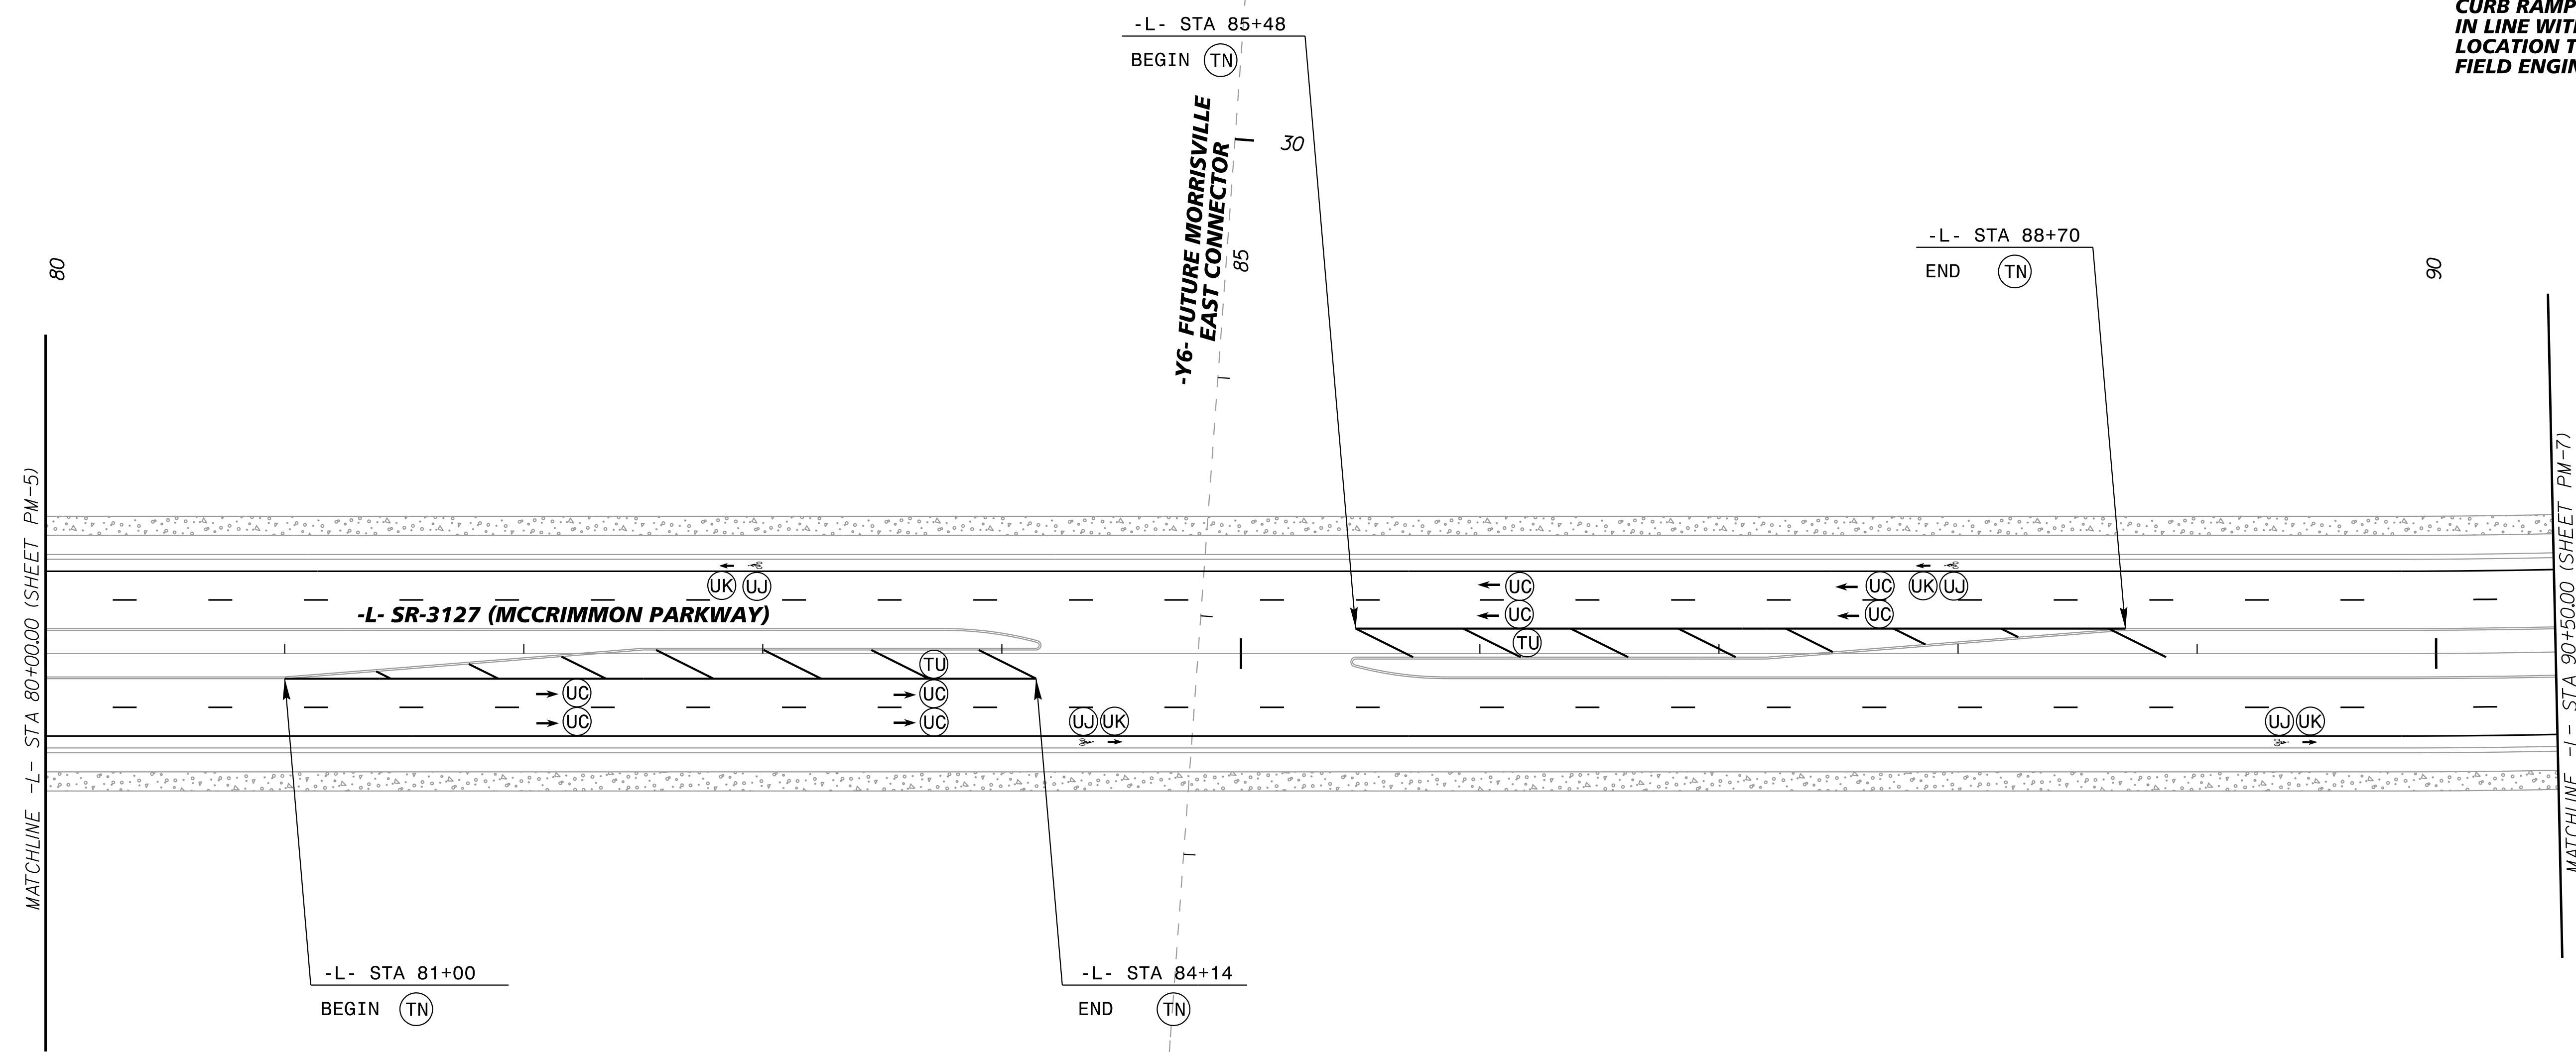 -L- STA 85+48
BEGIN TN
CURB RAMP
IN LINE WIT
LOCATION T
FIELD ENGIN
-Y6- FUTURE MORRISVILLE
EAST CONNECTOR
30
85
-L- STA 88+70
END TN
80
90
MATCHLINE -L- STA 80+00.00 (SHEET PM-5)
MATCHLINE -L- STA 90+50.00 (SHEET PM-7)
UK UJ
UC
UC UK UJ
-L- SR-3127 (MCCRIMMON PARKWAY)
UC
UC
TU
TU
UC
UC
UC
UC
UJ UK
UJ UK
-L- STA 81+00
BEGIN TN
-L- STA 84+14
END TN